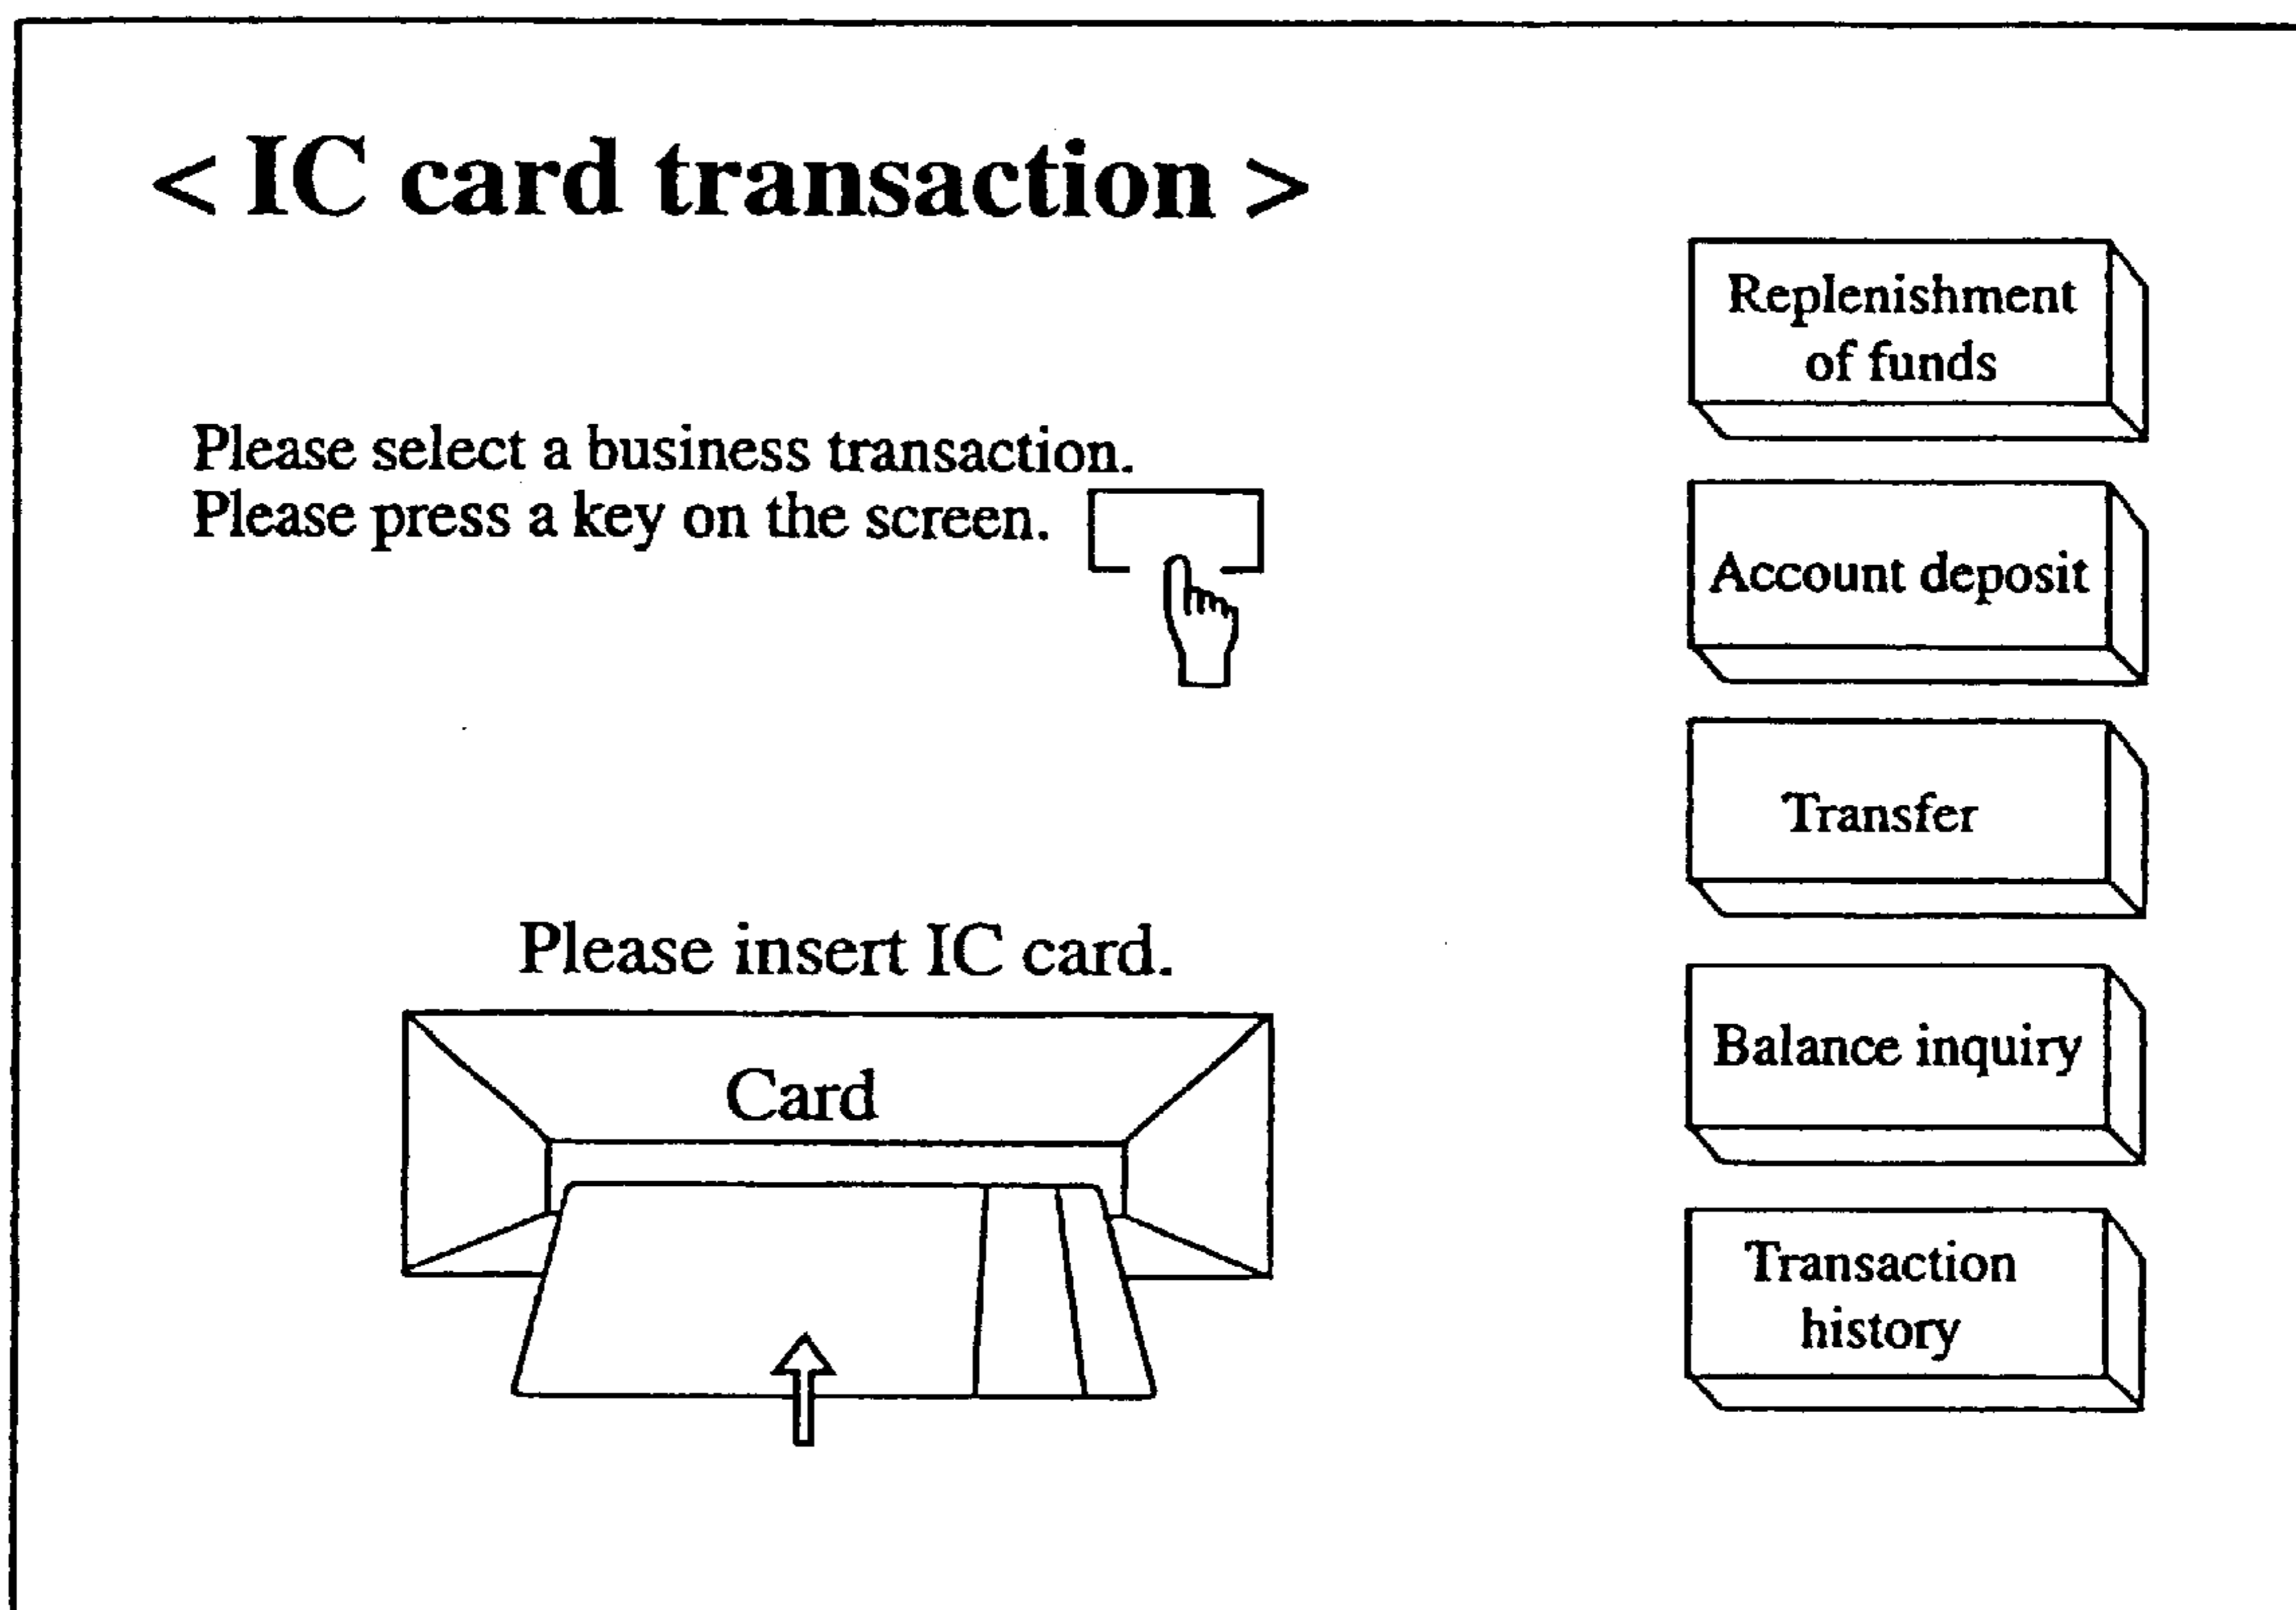 < IC card transaction >
Please select a business transaction.
Please press a key on the screen.
Please insert IC card.
Card
Replenishment
of funds
Account deposit
Transfer
Balance inquiry
Transaction
history